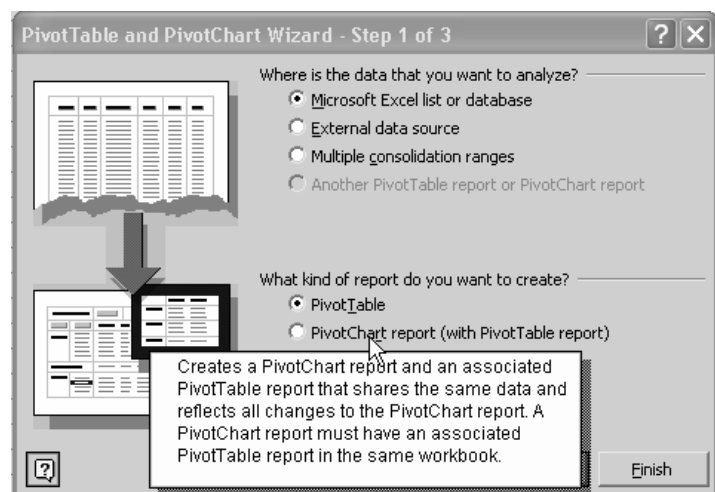 PivotTable and PivotChart Wizard - Step 1 of 3
Where is the data that you want to analyze?
Microsoft Excel list or database
External data source
Multiple consolidation ranges
Another PivotTable report or PivotChart report
What kind of report do you want to create?
PivotTable
PivotChart report (with PivotTable report)
Creates a PivotChart report and an associated
PivotTable report that shares the same data and
reflects all changes to the PivotChart report. A
PivotChart report must have an associated
PivotTable report in the same workbook.
Finish